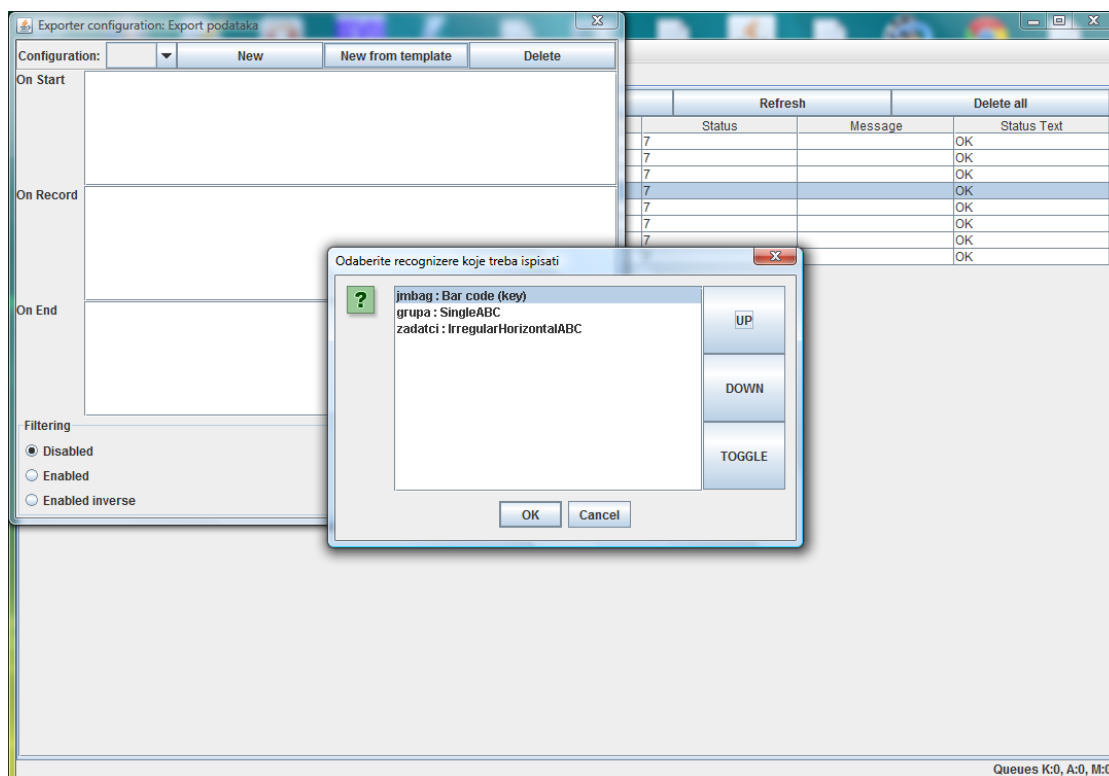 Exporter configuration: Export podataka
Configuration: New New from template Delete
On Start
On Record
On End
Filtering
Disabled
Enabled
Enabled inverse
Refresh Delete all
Status Message Status Text
7 OK
7 OK
7 OK
7 OK
7 OK
7 OK
7 OK
OK
Odaberite recognizere koje treba ispisati
?
jmbag : Bar code (key)
grupa : SingleABC
zadatci : IrregularHorizontalABC
UP
DOWN
TOGGLE
OK Cancel
Queues K:0, A:0, M:0